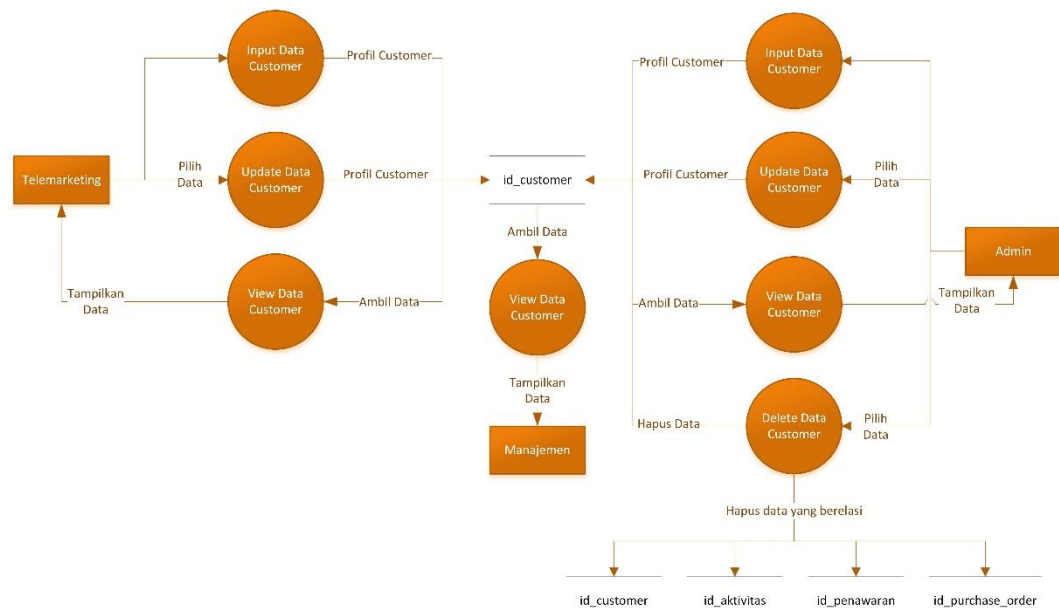 Input Data
Customer
Profil Customer
Input Data
Customer
Profil Customer
Telemarketing
Pilih
Data
Update Data
Customer
Profil Customer
id_customer
Profil Customer
Update Data
Customer
Pilih
Data
Ambil Data
Admin
View Data
Customer
Ambil Data
Tampilkan
Data
View Data
Customer
Ambil Data
View Data
Customer
Tampilkan
Data
Tampilkan
Data
Manajemen
Hapus Data
Delete Data
Customer
Pilih
Data
Hapus data yang berelasi
id_customer
id_aktivitas
id_penawaran
id_purchase_order